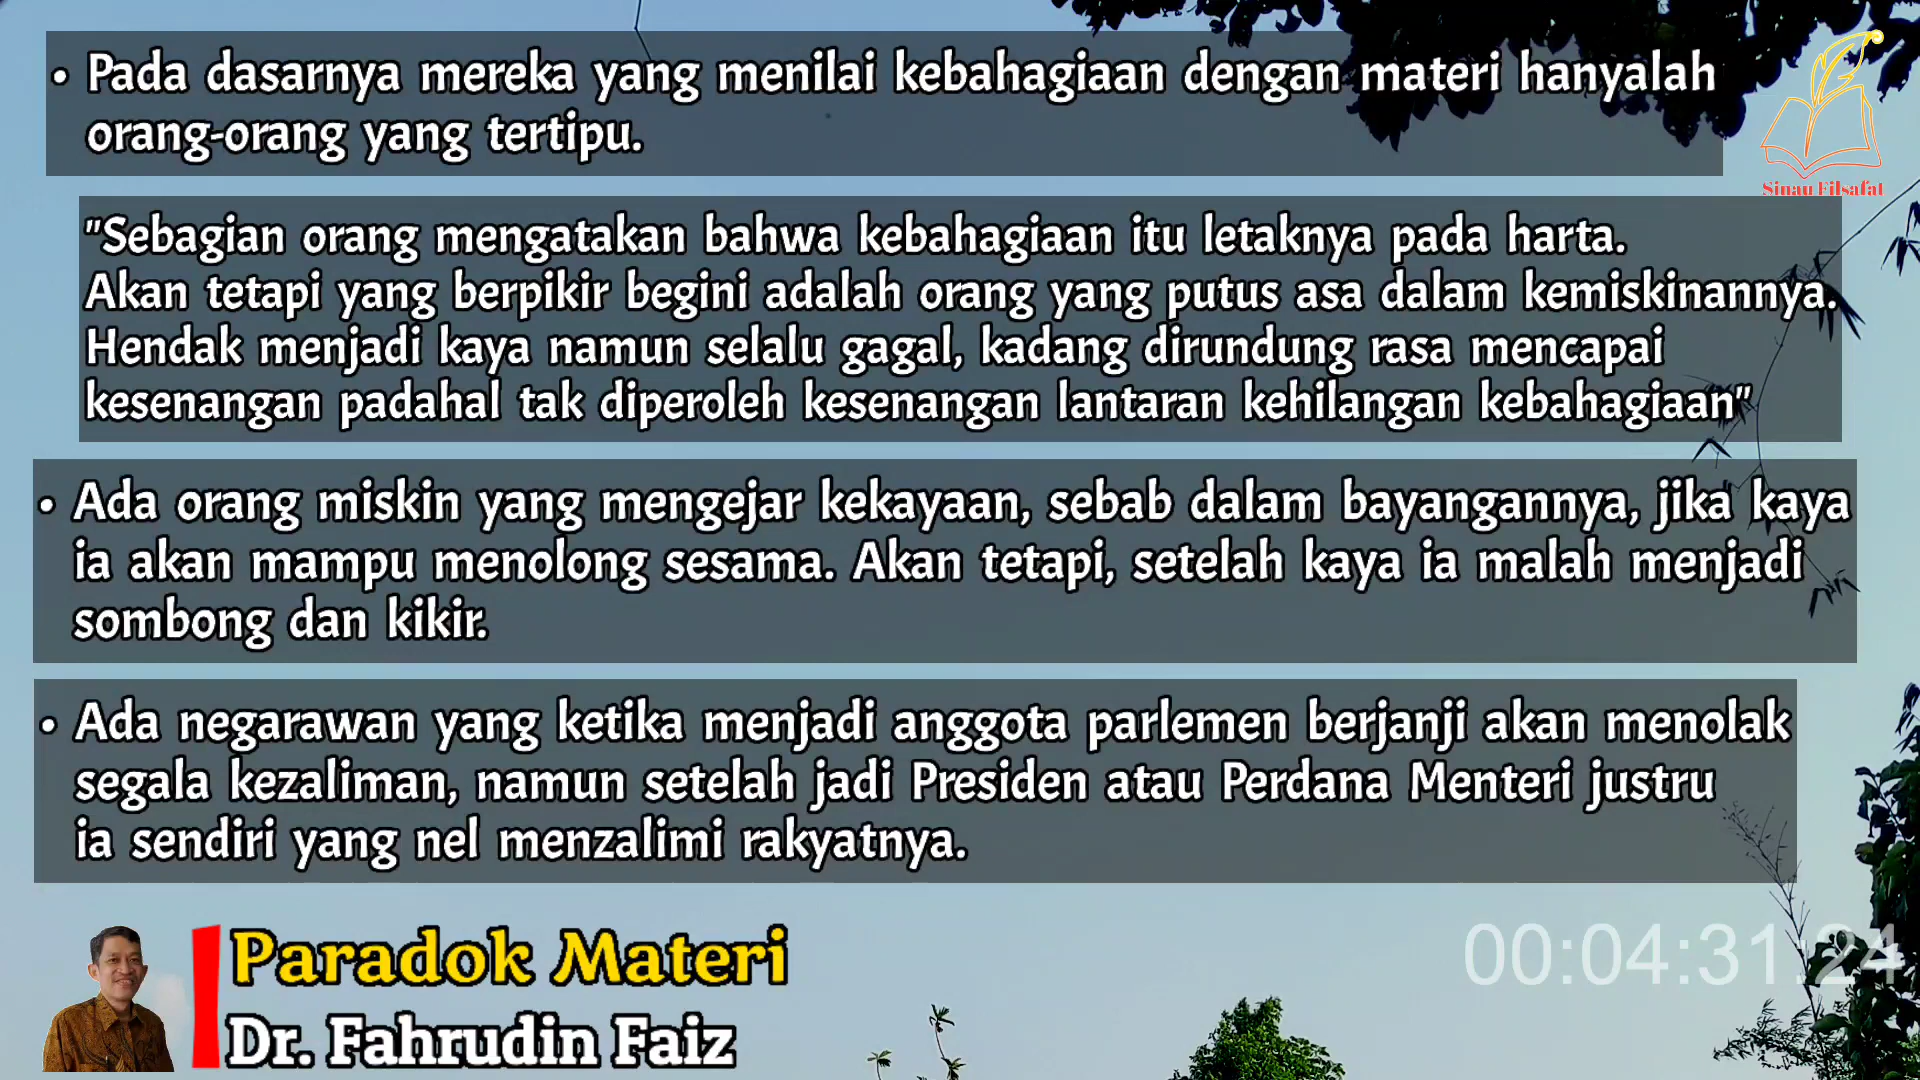 • Pada dasarnya mereka yang menilai kebahagiaan dengan materi hanyalah
orang-orang yang tertipu.
Sinau Filsafat
"Sebagian orang mengatakan bahwa kebahagiaan itu letaknya pada harta.
Akan tetapi yang berpikir begini adalah orang yang putus asa dalam kemiskinannya.
Hendak menjadi kaya namun selalu gagal, kadang dirundung rasa mencapai
kesenangan padahal tak diperoleh kesenangan lantaran kehilangan kebahagiaan"
• Ada orang miskin yang mengejar kekayaan, sebab dalam bayangannya, jika kaya
ia akan mampu menolong sesama. Akan tetapi, setelah kaya ia malah menjadi
sombong dan kikir.
• Ada negarawan yang ketika menjadi anggota parlemen berjanji akan menolak
segala kezaliman, namun setelah jadi Presiden atau Perdana Menteri justru
ia sendiri yang nel menzalimi rakyatnya.
Paradok Materi
Dr. Fahrudin Faiz
00:04:31:24